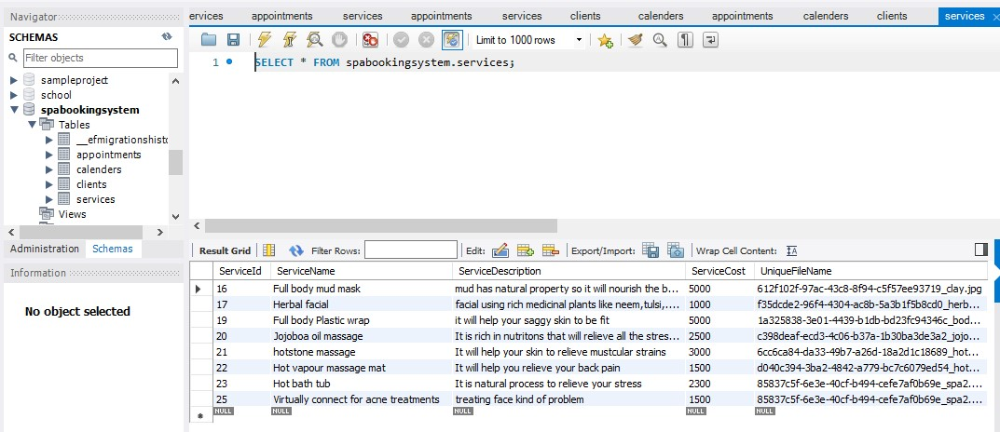 Navigator
ervices appointments services appointments services clients calenders appointments calenders clients services
SCHEMAS
Limit to 1000 rows
Filter objects
1 SELECT * FROM spabookingsystem.services;
sampleproject
school
spabookingsystem
Tables
__efmigrationshisto
appointments
calenders
clients
services
Views
Administration Schemas
Result Grid Filter Rows: Edit: Export/Import: Wrap Cell Content: IA
Information
No object selected
ServiceId ServiceName ServiceDescription ServiceCost UniqueFileName
16 Full body mud mask mud has natural property so it will nourish the b... 5000 612f102f-97ac-43c8-8f94-c5f57ee93719_clay.jpg
17 Herbal facial facial using rich medicinal plants like neem,tulsi,.... 1000 f35dcde2-96f4-4304-ac8b-5a3b1f5b8cd0_herb...
19 Full body Plastic wrap it will help your saggy skin to be fit 5000 1a325838-3e01-4439-b1db-bd23fc94346c_bod...
20 Jojoboa oil massage It is rich in nutritons that will relieve all the stres... 2500 c398deaf-ecd3-4c06-b37a-1b30ba3de3a2_jojo...
21 hotstone massage It will help your skin to relieve mustcular strains 3000 6cc6ca84-da33-49b7-a26d-18a2d1c18689_hot...
22 Hot vapour massage mat It will help you relieve your back pain 1500 d040c394-3ba2-4842-a779-bc7c6079ed54_hot...
23 Hot bath tub It is natural process to relieve your stress 2300 85837c5f-6e3e-40cf-b494-cefe7af0b69e_spa2....
25 Virtually connect for acne treatments treating face kind of problem 1500 85837c5f-6e3e-40cf-b494-cefe7af0b69e_spa2....
NULL NULL NULL NULL NULL